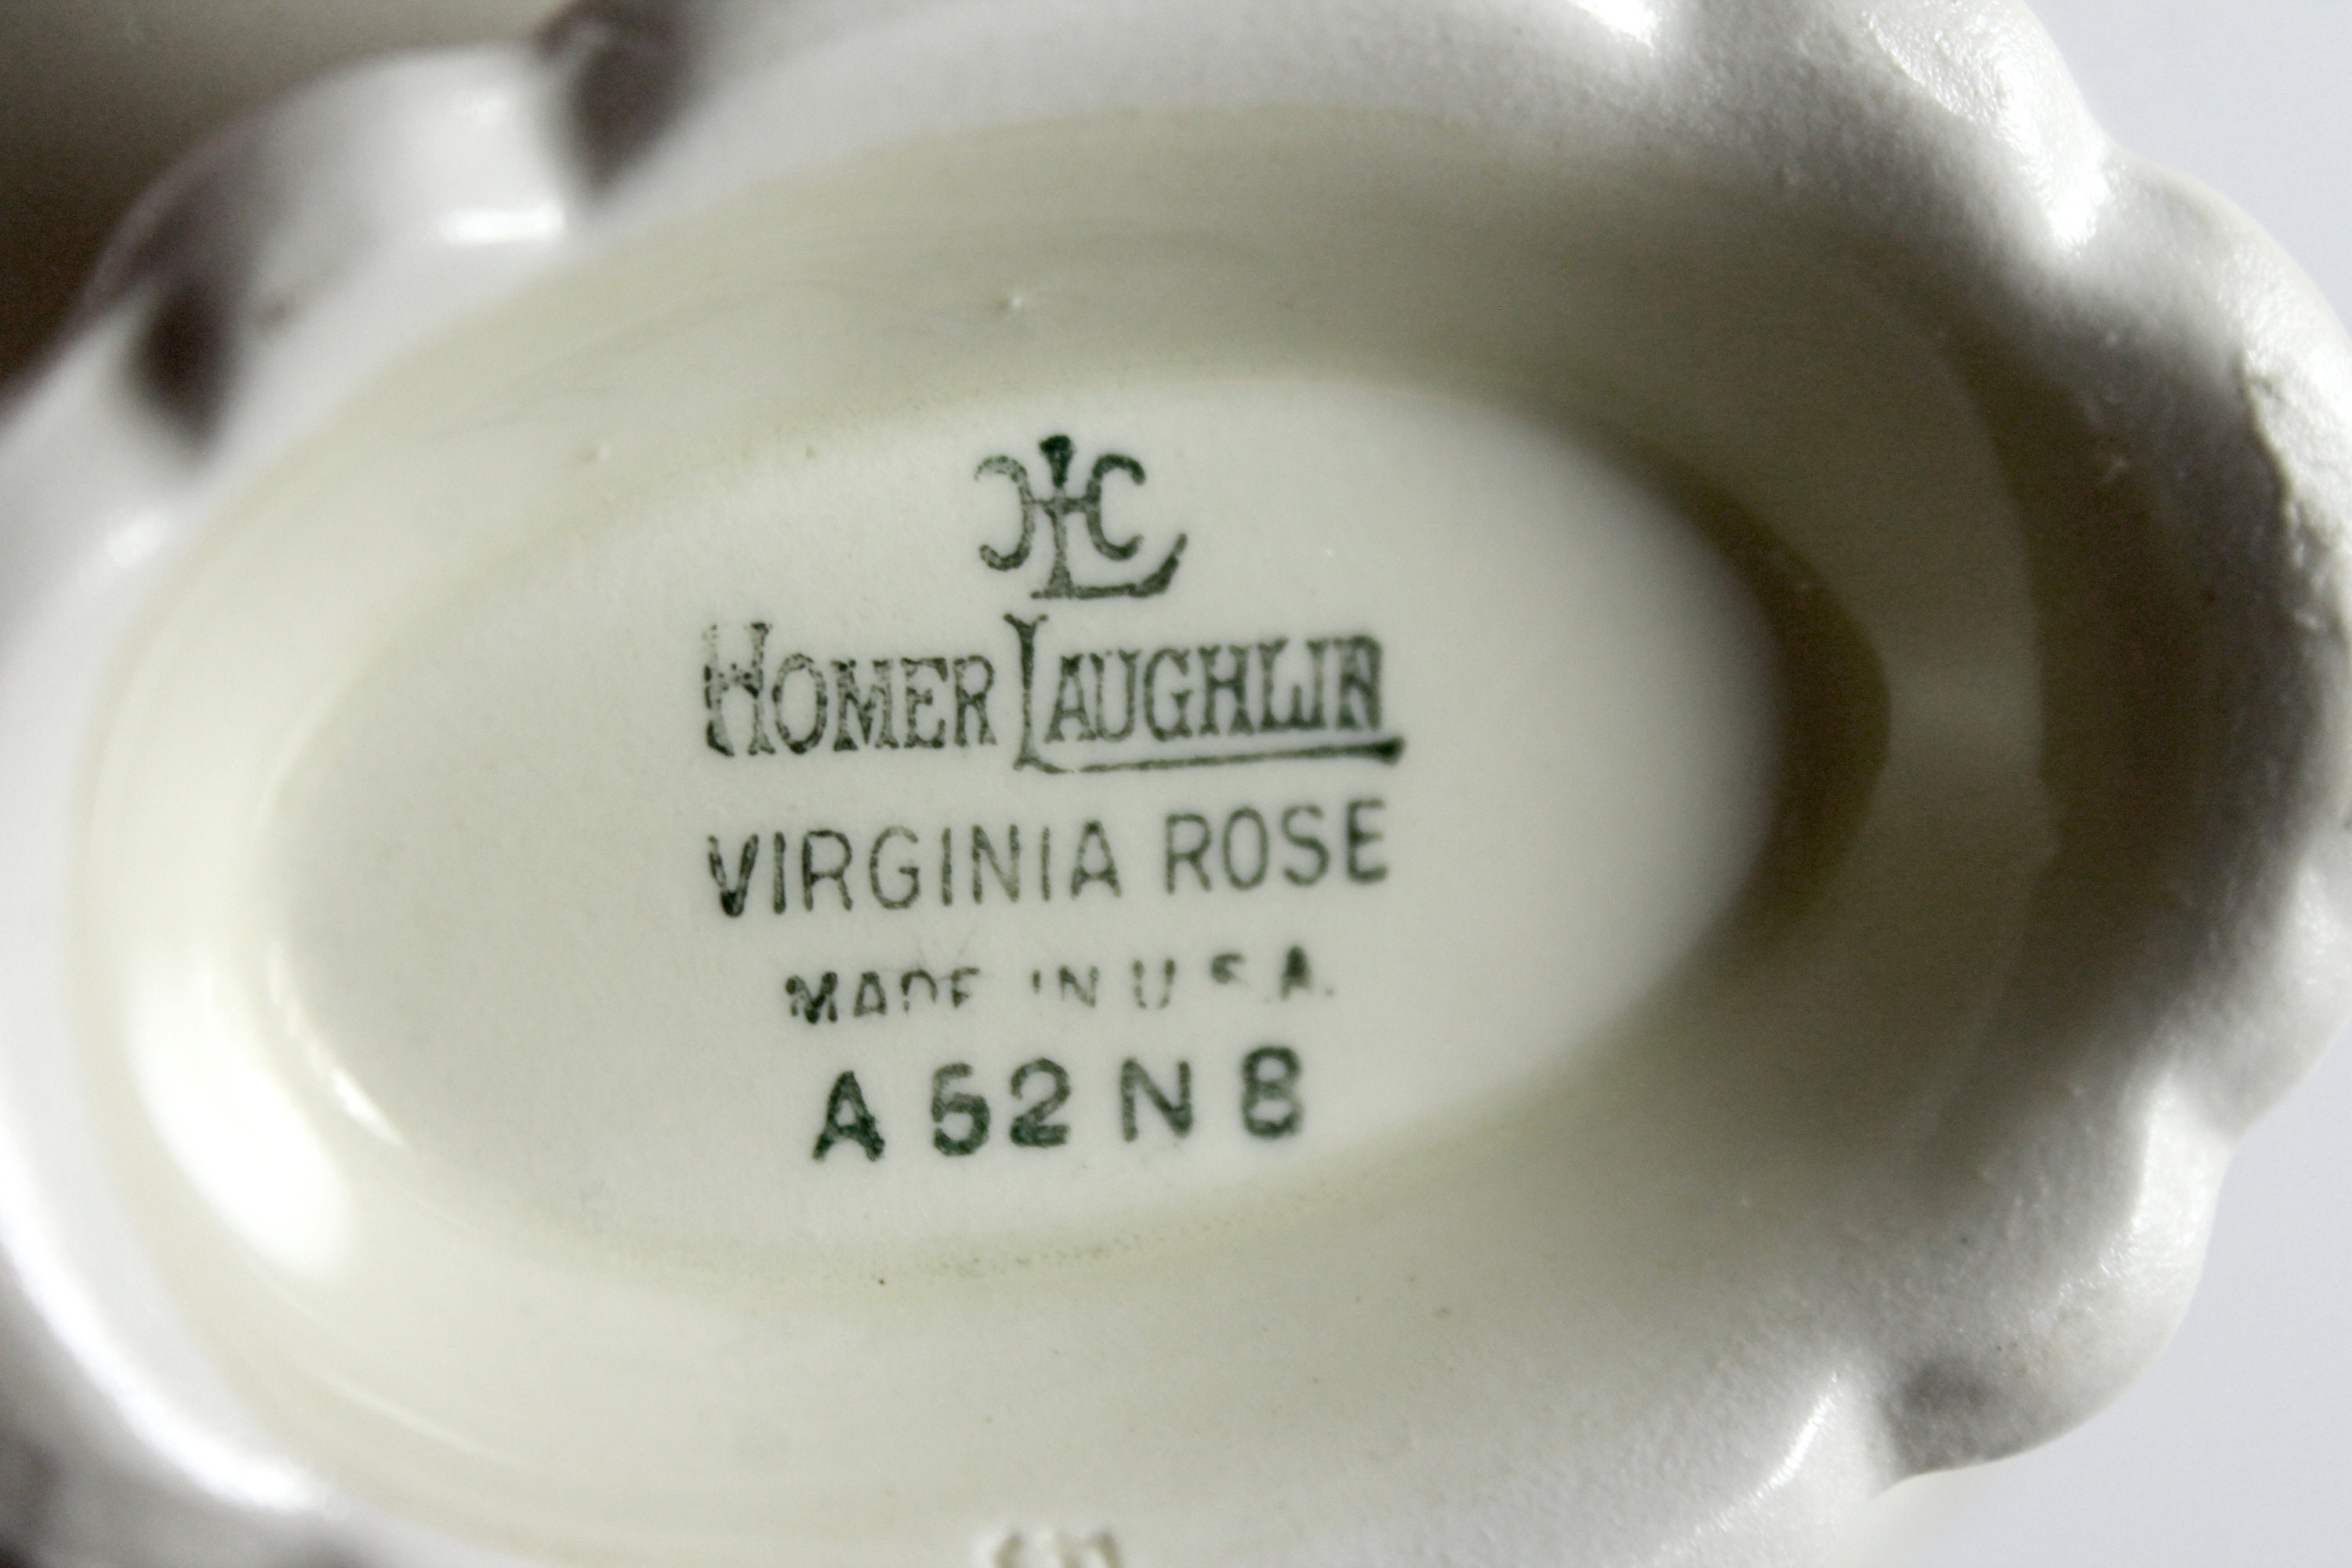 HLC
HOMER LAUGHLIN
VIRGINIA ROSE
MADE IN U.S.A.
A 52 N 8